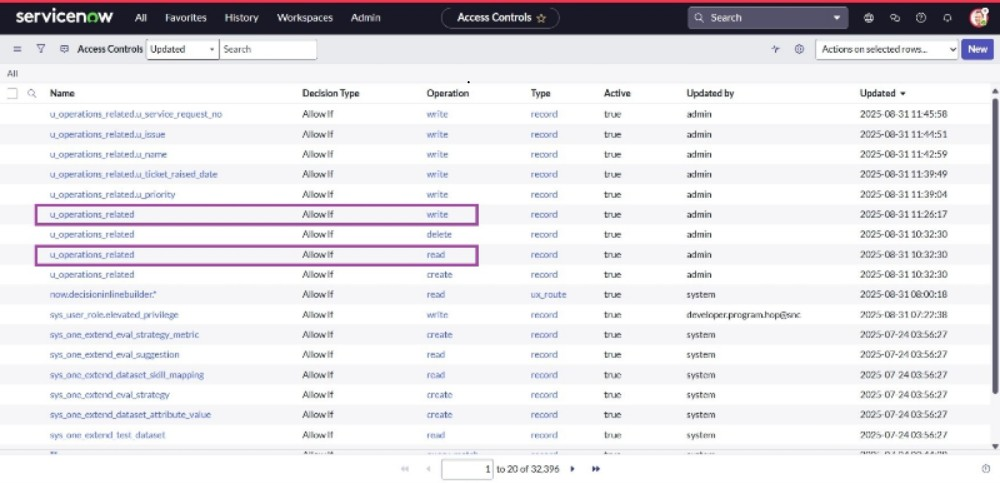 servicenow All Favorites History Workspaces Admin Access Controls ☆ Search
Access Controls Updated Search Actions on selected rows... New
All
Name Decision Type Operation Type Active Updated by Updated
u_operations_related.u_service_request_no Allow If write record true admin 2025-08-31 11:45:58
u_operations_related.u_issue Allow If write record true admin 2025-08-31 11:44:51
u_operations_related.u_name Allow If write record true admin 2025-08-31 11:42:59
u_operations_related.u_ticket_raised_date Allow If write record true admin 2025-08-31 11:39:49
u_operations_related.u_priority Allow If write record true admin 2025-08-31 11:39:04
u_operations_related Allow If write record true admin 2025-08-31 11:26:17
u_operations_related Allow If delete record true admin 2025-08-31 10:32:30
u_operations_related Allow If read record true admin 2025-08-31 10:32:30
u_operations_related Allow If create record true admin 2025-08-31 10:32:30
now.decisioninlinebuilder.* Allow If read ux_route true system 2025-08-31 08:00:18
sys_user_role.elevated_privilege Allow If write record true developer.program.hop@snc 2025-08-31 07:22:38
sys_one_extend_eval_strategy_metric Allow If create record true system 2025-07-24 03:56:27
sys_one_extend_eval_suggestion Allow If read record true system 2025-07-24 03:56:27
sys_one_extend_dataset_skill_mapping Allow If read record true system 2025-07-24 03:56:27
sys_one_extend_eval_strategy Allow If create record true system 2025-07-24 03:56:27
sys_one_extend_dataset_attribute_value Allow If create record true system 2025-07-24 03:56:27
sys_one_extend_test_dataset Allow If read record true system 2025-07-24 03:56:27
1 to 20 of 32,396